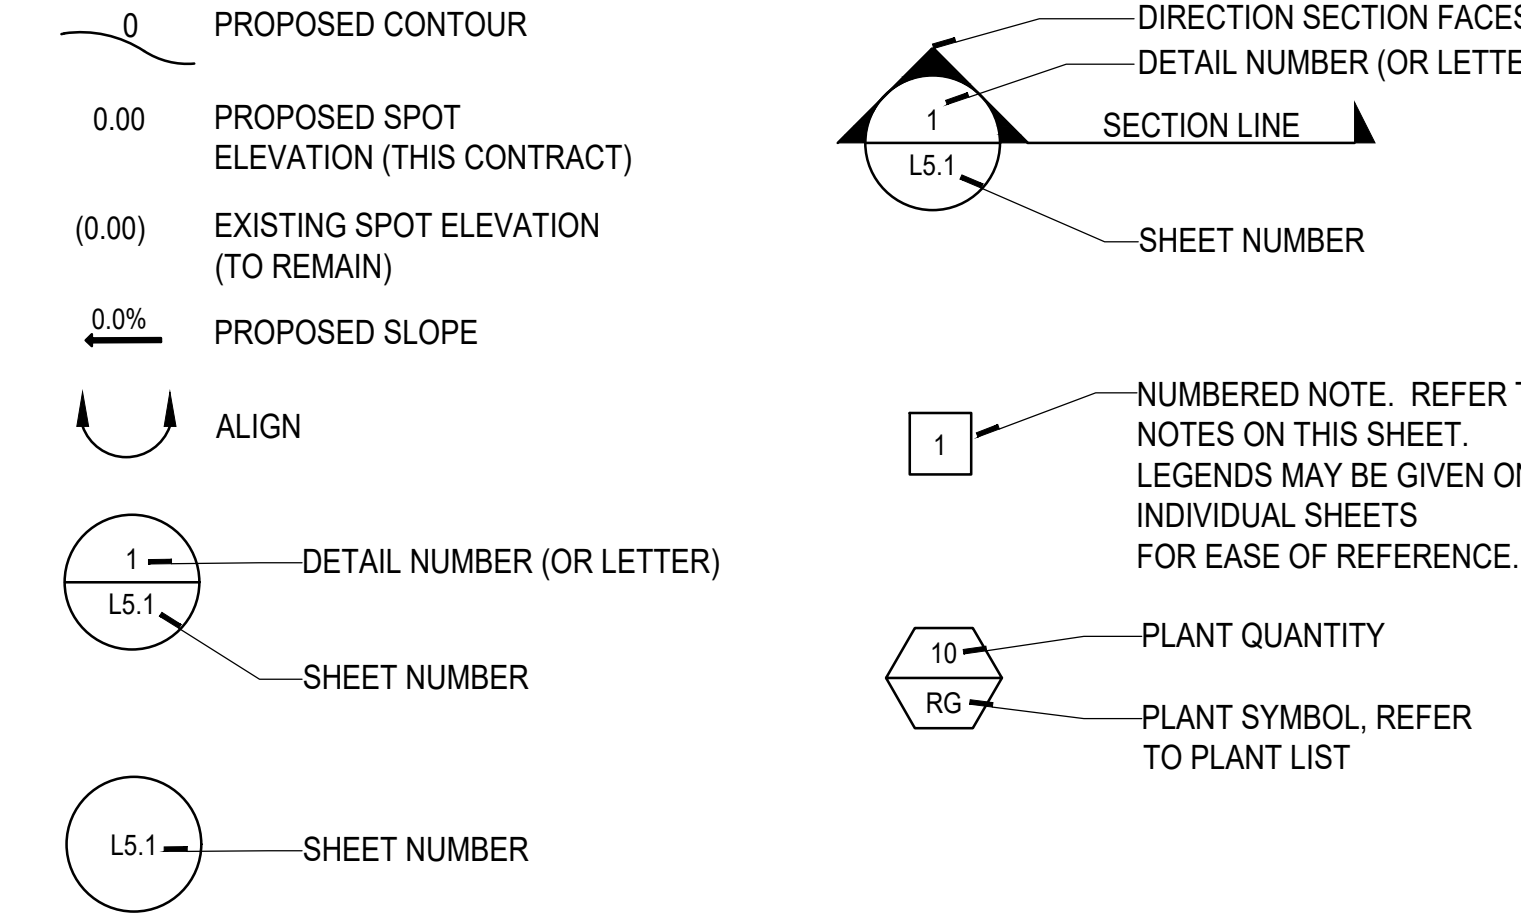 0
PROPOSED CONTOUR
0.00
PROPOSED SPOT
ELEVATION (THIS CONTRACT)
(0.00)
EXISTING SPOT ELEVATION
(TO REMAIN)
0.0%
PROPOSED SLOPE
ALIGN
1
DETAIL NUMBER (OR LETTER)
L5.1
SHEET NUMBER
L5.1
SHEET NUMBER
DIRECTION SECTION FACES
DETAIL NUMBER (OR
1
SECTION LINE
L5.1
SHEET NUMBER
1
NUMBERED NOTE. REFER
NOTES ON THIS SHEET.
LEGENDS MAY BE GIVEN ON
INDIVIDUAL SHEETS
FOR EASE OF REFERENCE.
10
PLANT QUANTITY
RG
PLANT SYMBOL, REFER
TO PLANT LIST